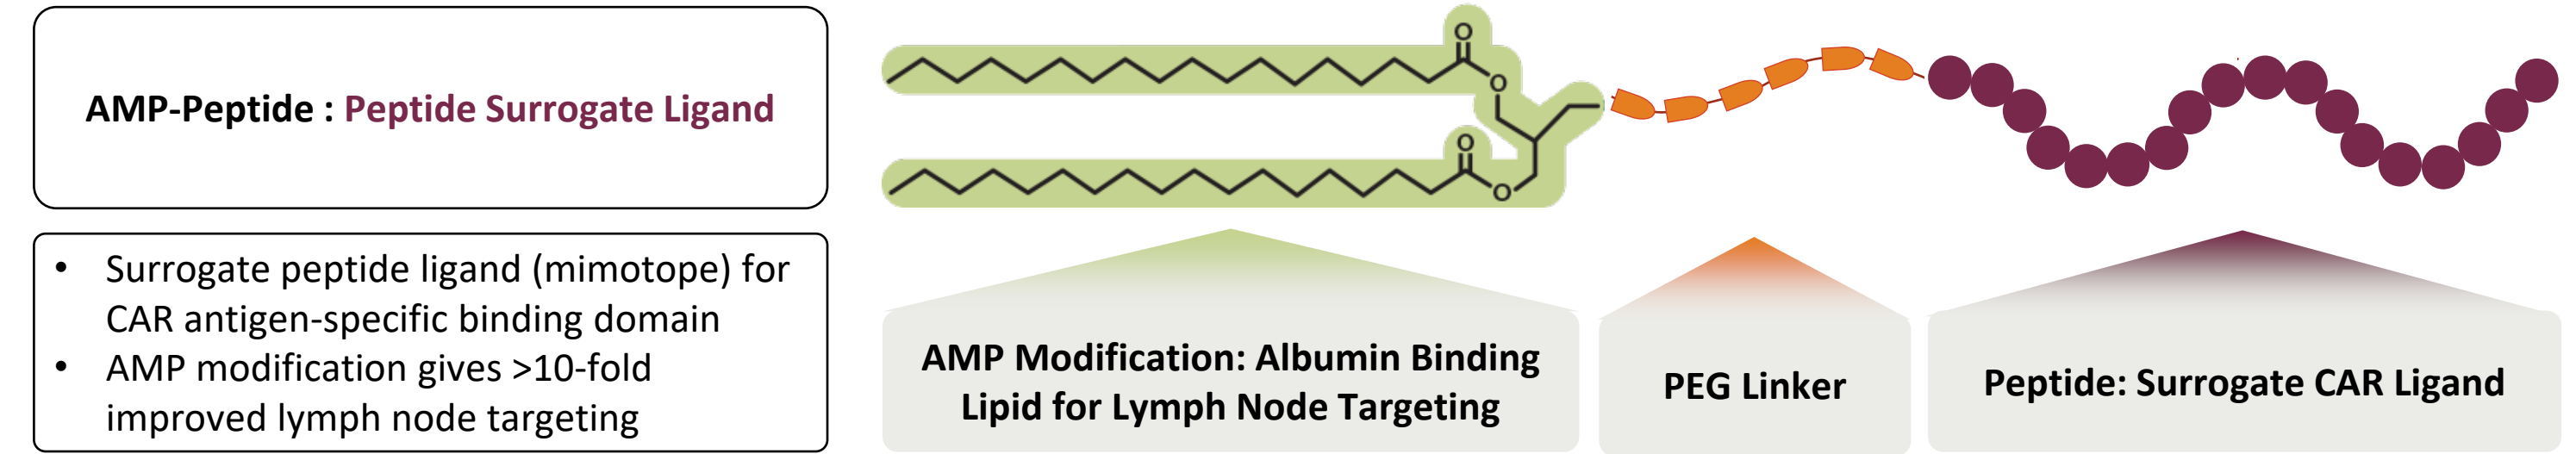 AMP-Peptide : Peptide Surrogate Ligand
• Surrogate peptide ligand (mimotope) for
CAR antigen-specific binding domain
• AMP modification gives >10-fold
improved lymph node targeting
O
O
O
O
AMP Modification: Albumin Binding
Lipid for Lymph Node Targeting
PEG Linker
Peptide: Surrogate CAR Ligand